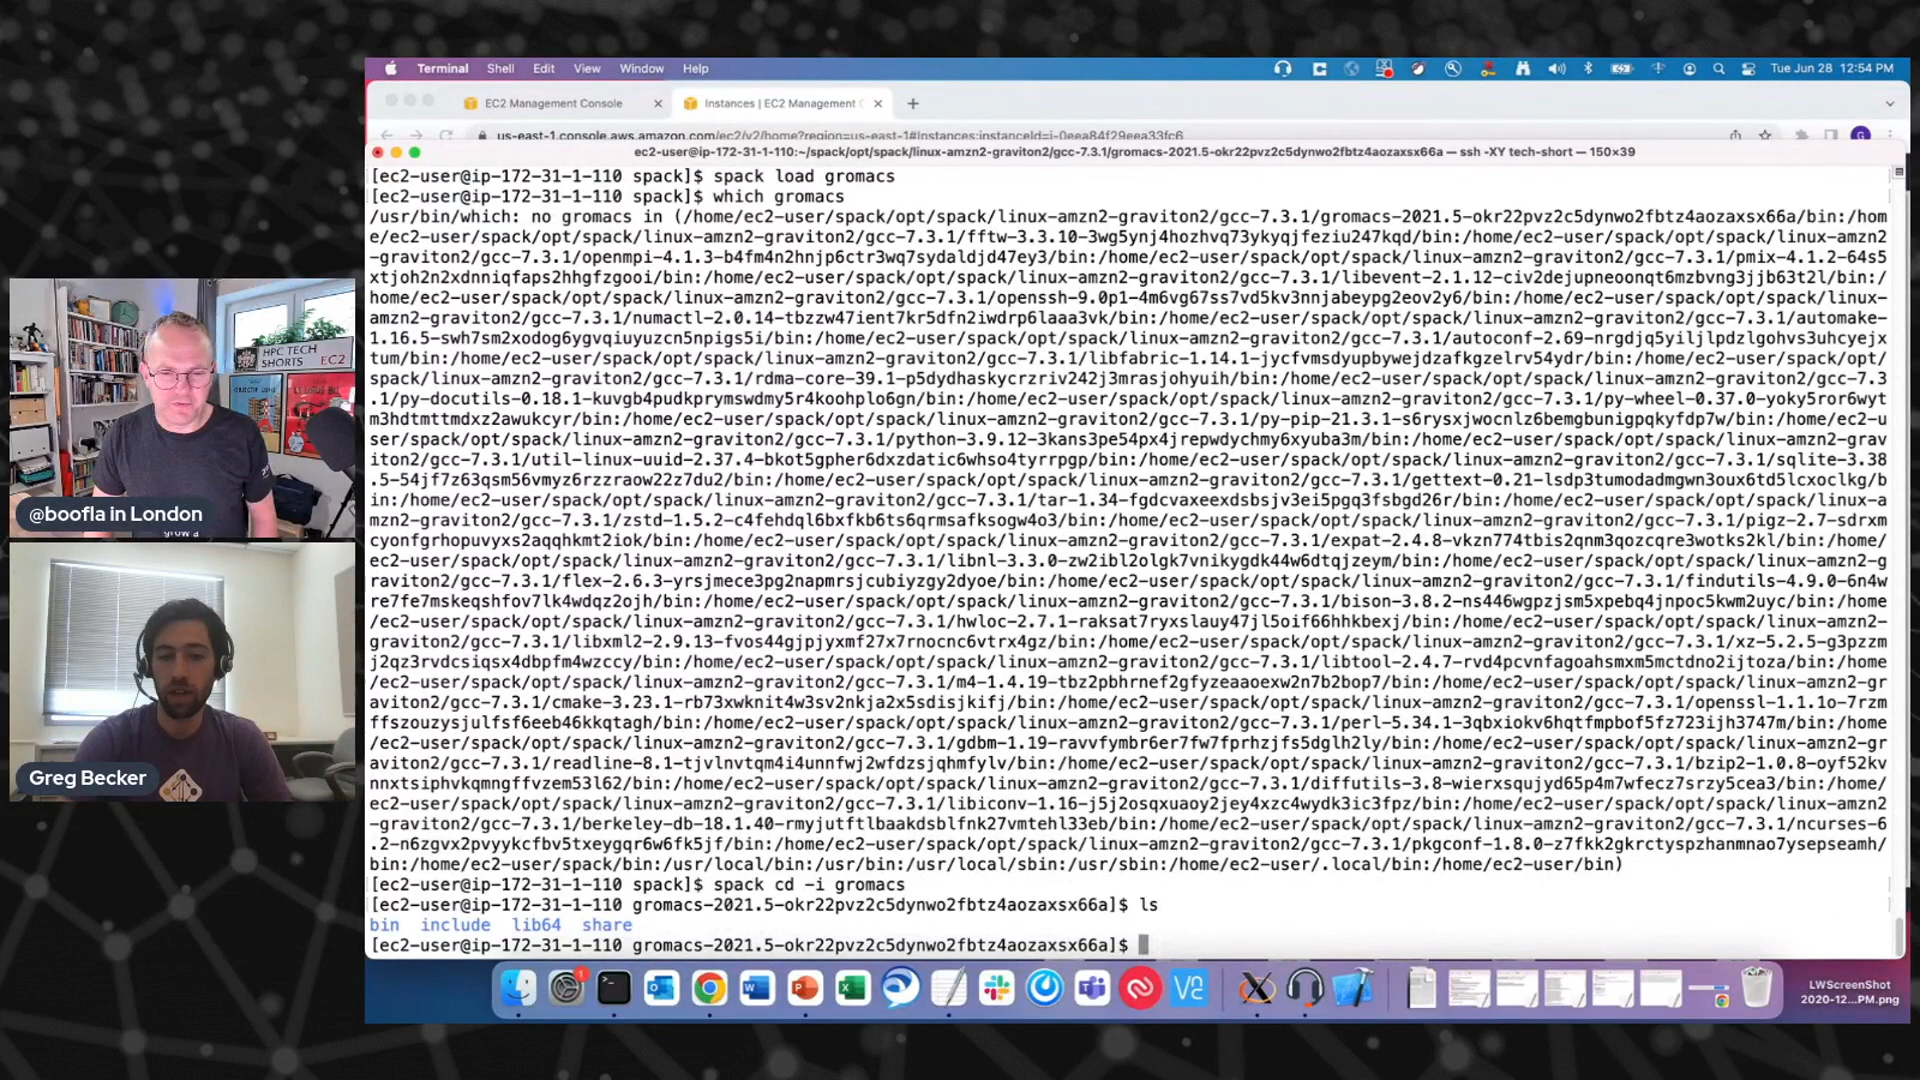 Terminal Shell Edit View Window Help
Tue Jun 28 12:54 PM
EC2 Management Console
Instances | EC2 Management C
us-east-1.console.aws.amazon.com/ec2/v2/home?region=us-east-1#Instances:instanceId=i-0eea84f29eea33fc6
ec2-user@ip-172-31-1-110:~/spack/opt/spack/linux-amzn2-graviton2/gcc-7.3.1/gromacs-2021.5-okr22pvz2c5dynwo2fbtz4aozaxsx66a — ssh -XY tech-short — 150×39
[ec2-user@ip-172-31-1-110 spack]$ spack load gromacs
[ec2-user@ip-172-31-1-110 spack]$ which gromacs
/usr/bin/which: no gromacs in (/home/ec2-user/spack/opt/spack/linux-amzn2-graviton2/gcc-7.3.1/gromacs-2021.5-okr22pvz2c5dynwo2fbtz4aozaxsx66a/bin:/hom
e/ec2-user/spack/opt/spack/linux-amzn2-graviton2/gcc-7.3.1/fftw-3.3.10-3wg5ynj4hozhvq73ykyqjfeziu247kqd/bin:/home/ec2-user/spack/opt/spack/linux-amzn2
-graviton2/gcc-7.3.1/openmpi-4.1.3-b4fm4n2hnjp6ctr3wq7sydaldjd47ey3/bin:/home/ec2-user/spack/opt/spack/linux-amzn2-graviton2/gcc-7.3.1/pmix-4.1.2-64s5
xtjoh2n2xdnniqfaps2hhgfzgooi/bin:/home/ec2-user/spack/opt/spack/linux-amzn2-graviton2/gcc-7.3.1/libevent-2.1.12-civ2dejupneoonqt6mzbvng3jjb63t2l/bin:/
home/ec2-user/spack/opt/spack/linux-amzn2-graviton2/gcc-7.3.1/openssh-9.0p1-4m6vg67ss7vd5kv3nnjabeypg2eov2y6/bin:/home/ec2-user/spack/opt/spack/linux-
amzn2-graviton2/gcc-7.3.1/numactl-2.0.14-tbzzw47ient7kr5dfn2iwdrp6laaa3vk/bin:/home/ec2-user/spack/opt/spack/linux-amzn2-graviton2/gcc-7.3.1/automake-
1.16.5-swh7sm2xodog6ygvqiuyuzcn5npigs5i/bin:/home/ec2-user/spack/opt/spack/linux-amzn2-graviton2/gcc-7.3.1/autoconf-2.69-nrgdjq5yiljlpdzlgohvs3uhcyejx
tum/bin:/home/ec2-user/spack/opt/spack/linux-amzn2-graviton2/gcc-7.3.1/libfabric-1.14.1-jycfvmsdyupbywejdzafkgzelrv54ydr/bin:/home/ec2-user/spack/opt/
spack/linux-amzn2-graviton2/gcc-7.3.1/rdma-core-39.1-p5dydhaskycrzriv242j3mrasjohyuih/bin:/home/ec2-user/spack/opt/spack/linux-amzn2-graviton2/gcc-7.3
.1/py-docutils-0.18.1-kuvgb4pudkprymswdmy5r4koohplo6gn/bin:/home/ec2-user/spack/opt/spack/linux-amzn2-graviton2/gcc-7.3.1/py-wheel-0.37.0-yoky5ror6wyt
m3hdtmttmdxz2awukcyr/bin:/home/ec2-user/spack/opt/spack/linux-amzn2-graviton2/gcc-7.3.1/py-pip-21.3.1-s6rysxjwocnlz6bemgbunigpqkyfdp7w/bin:/home/ec2-u
ser/spack/opt/spack/linux-amzn2-graviton2/gcc-7.3.1/python-3.9.12-3kans3pe54px4jrepwdychmy6xyuba3m/bin:/home/ec2-user/spack/opt/spack/linux-amzn2-grav
iton2/gcc-7.3.1/util-linux-uuid-2.37.4-bkot5gpher6dxzdatic6whso4tyrrpgp/bin:/home/ec2-user/spack/opt/spack/linux-amzn2-graviton2/gcc-7.3.1/sqlite-3.38
.5-54jf7z63qsm56vmyz6rzzraow22z7du2/bin:/home/ec2-user/spack/opt/spack/linux-amzn2-graviton2/gcc-7.3.1/gettext-0.21-lsdp3tumodadmgwn3oux6td5lcxoclkg/b
in:/home/ec2-user/spack/opt/spack/linux-amzn2-graviton2/gcc-7.3.1/tar-1.34-fgdcvaxeexdsbsjv3ei5pgq3fsbgd26r/bin:/home/ec2-user/spack/opt/spack/linux-a
mzn2-graviton2/gcc-7.3.1/zstd-1.5.2-c4fehdql6bxfkb6ts6qrmsafksogw4o3/bin:/home/ec2-user/spack/opt/spack/linux-amzn2-graviton2/gcc-7.3.1/pigz-2.7-sdrxm
cyonfgrhopuvyxs2aqqhkmt2iok/bin:/home/ec2-user/spack/opt/spack/linux-amzn2-graviton2/gcc-7.3.1/expat-2.4.8-vkzn774tbis2qnm3qozcqre3wotks2kl/bin:/home/
ec2-user/spack/opt/spack/linux-amzn2-graviton2/gcc-7.3.1/libnl-3.3.0-zw2ibl2olgk7vnikygdk44w6dtqjzeym/bin:/home/ec2-user/spack/opt/spack/linux-amzn2-g
raviton2/gcc-7.3.1/flex-2.6.3-yrsjmece3pg2napmrsjcubiyzgy2dyoe/bin:/home/ec2-user/spack/opt/spack/linux-amzn2-graviton2/gcc-7.3.1/findutils-4.9.0-6n4w
re7fe7mskeqshfov7lk4wdqz2ojh/bin:/home/ec2-user/spack/opt/spack/linux-amzn2-graviton2/gcc-7.3.1/bison-3.8.2-ns446wgpzjsm5xpebq4jnpoc5kwm2uyc/bin:/home
/ec2-user/spack/opt/spack/linux-amzn2-graviton2/gcc-7.3.1/hwloc-2.7.1-raksat7ryxslauy47jl5oif66hhkbexj/bin:/home/ec2-user/spack/opt/spack/linux-amzn2-
graviton2/gcc-7.3.1/libxml2-2.9.13-fvos44gjpjyxmf27x7rnocnc6vtrx4gz/bin:/home/ec2-user/spack/opt/spack/linux-amzn2-graviton2/gcc-7.3.1/xz-5.2.5-g3pzzm
j2qz3rvdcsiqsx4dbpfm4wzccy/bin:/home/ec2-user/spack/opt/spack/linux-amzn2-graviton2/gcc-7.3.1/libtool-2.4.7-rvd4pcvnfagoahsmxm5mctdno2ijtoza/bin:/home
/ec2-user/spack/opt/spack/linux-amzn2-graviton2/gcc-7.3.1/m4-1.4.19-tbz2pbhrnef2gfyzeaaoexw2n7b2bop7/bin:/home/ec2-user/spack/opt/spack/linux-amzn2-gr
aviton2/gcc-7.3.1/cmake-3.23.1-rb73xwknit4w3sv2nkja2x5sdisjkifj/bin:/home/ec2-user/spack/opt/spack/linux-amzn2-graviton2/gcc-7.3.1/openssl-1.1.1o-7rzm
ffszouzysjulfsf6eeb46kkqtagh/bin:/home/ec2-user/spack/opt/spack/linux-amzn2-graviton2/gcc-7.3.1/perl-5.34.1-3qbxiokv6hqtfmpbof5fz723ijh3747m/bin:/home
/ec2-user/spack/opt/spack/linux-amzn2-graviton2/gcc-7.3.1/gdbm-1.19-ravvfymbr6er7fw7fprhzjfs5dglh2ly/bin:/home/ec2-user/spack/opt/spack/linux-amzn2-gr
aviton2/gcc-7.3.1/readline-8.1-tjvlnvtqm4i4unnfwj2wfdzsjqhmfylv/bin:/home/ec2-user/spack/opt/spack/linux-amzn2-graviton2/gcc-7.3.1/bzip2-1.0.8-oyf52kv
nnxtsiphvkqmngffvzem53l62/bin:/home/ec2-user/spack/opt/spack/linux-amzn2-graviton2/gcc-7.3.1/diffutils-3.8-wierxsqujyd65p4m7wfecz7srzy5cea3/bin:/home/
ec2-user/spack/opt/spack/linux-amzn2-graviton2/gcc-7.3.1/libiconv-1.16-j5j2osqxuaoy2jey4xzc4wydk3ic3fpz/bin:/home/ec2-user/spack/opt/spack/linux-amzn2
-graviton2/gcc-7.3.1/berkeley-db-18.1.40-rmyjutftlbaakdsblfnk27vmtehl33eb/bin:/home/ec2-user/spack/opt/spack/linux-amzn2-graviton2/gcc-7.3.1/ncurses-6
.2-n6zgvx2pvyykcfbv5txeygqr6w6fk5jf/bin:/home/ec2-user/spack/opt/spack/linux-amzn2-graviton2/gcc-7.3.1/pkgconf-1.8.0-z7fkk2gkrctyspzhanmnao7ysepseamh/
bin:/home/ec2-user/spack/bin:/usr/local/bin:/usr/bin:/usr/local/sbin:/usr/sbin:/home/ec2-user/.local/bin:/home/ec2-user/bin)
[ec2-user@ip-172-31-1-110 spack]$ spack cd -i gromacs
[ec2-user@ip-172-31-1-110 gromacs-2021.5-okr22pvz2c5dynwo2fbtz4aozaxsx66a]$ ls
bin include lib64 share
[ec2-user@ip-172-31-1-110 gromacs-2021.5-okr22pvz2c5dynwo2fbtz4aozaxsx66a]$
LWScreenShot
2020-12...PM.png
HPC TECH
SHORTS EC2
@boofla in London
grow a
Greg Becker